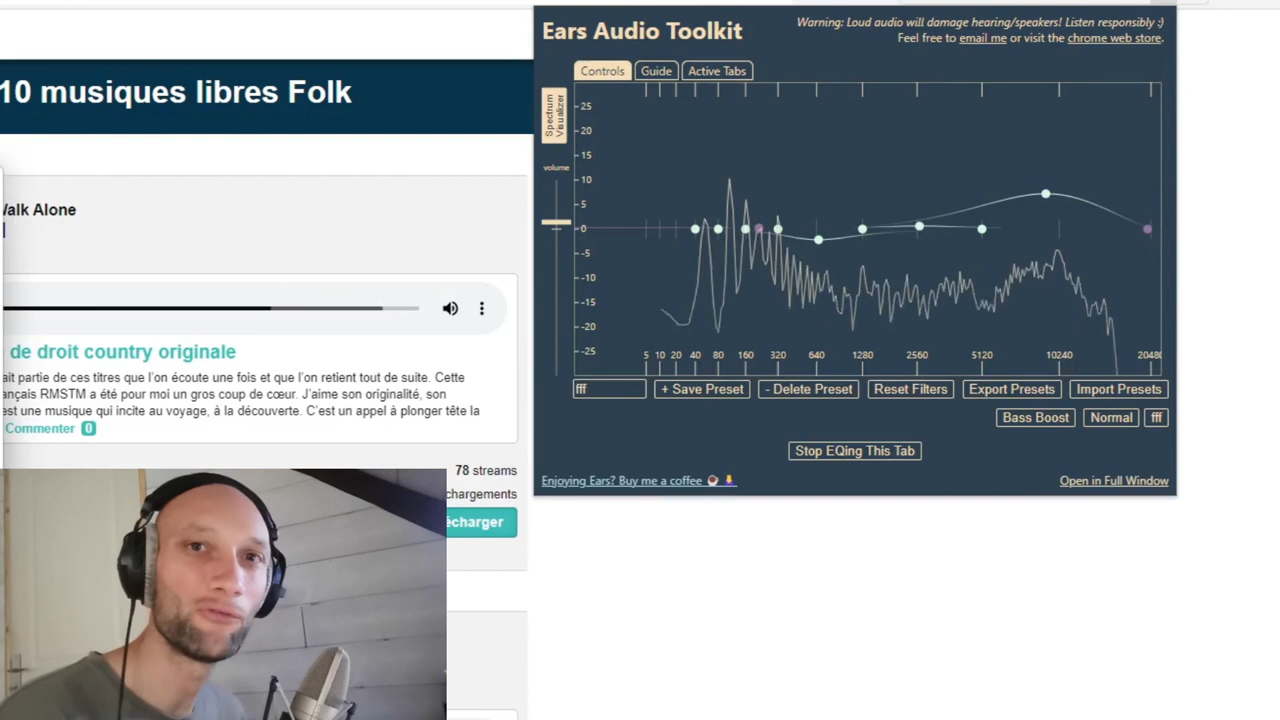 Ears Audio Toolkit
Warning: Loud audio will damage hearing/speakers! Listen responsibly :)
Feel free to email me or visit the chrome web store.
Controls Guide Active Tabs
Spectrum
Visualizer
volume
25
20
15
10
5
0
-5
-10
-15
-20
-25
5 10 20 40 80 160 320 640 1280 2560 5120 10240 2048
fff + Save Preset - Delete Preset Reset Filters Export Presets Import Presets
Bass Boost Normal fff
Stop EQing This Tab
Enjoying Ears? Buy me a coffee
Open in Full Window
10 musiques libres Folk
Walk Alone
de droit country originale
ait partie de ces titres que l'on écoute une fois et que l'on retient tout de suite. Cette
ançais RMSTM a été pour moi un gros coup de cœur. J'aime son originalité, son
est une musique qui incite au voyage, à la découverte. C'est un appel à plonger tête la
Commenter 0
78 streams
chargements
écharger